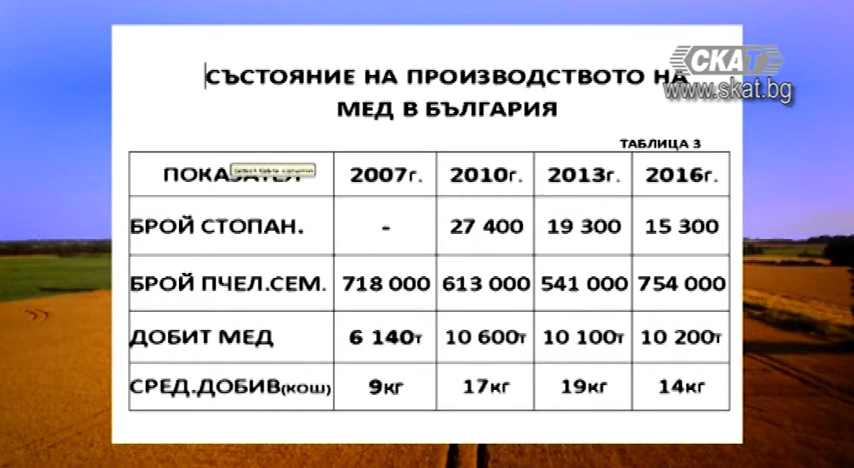 СКАТ
www.skat.bg
СЪСТОЯНИЕ НА ПРОИЗВОДСТВОТО НА
МЕД В БЪЛГАРИЯ
ТАБЛИЦА 3
ПОКАЗАТЕЛ 2007г. 2010г. 2013г. 2016г.
БРОЙ СТОПАН. - 27 400 19 300 15 300
БРОЙ ПЧЕЛ.СЕМ. 718 000 613 000 541 000 754 000
ДОБИТ МЕД 6 140т 10 600т 10 100т 10 200т
СРЕД.ДОБИВ(КОШ) 9кг 17кг 19кг 14кг